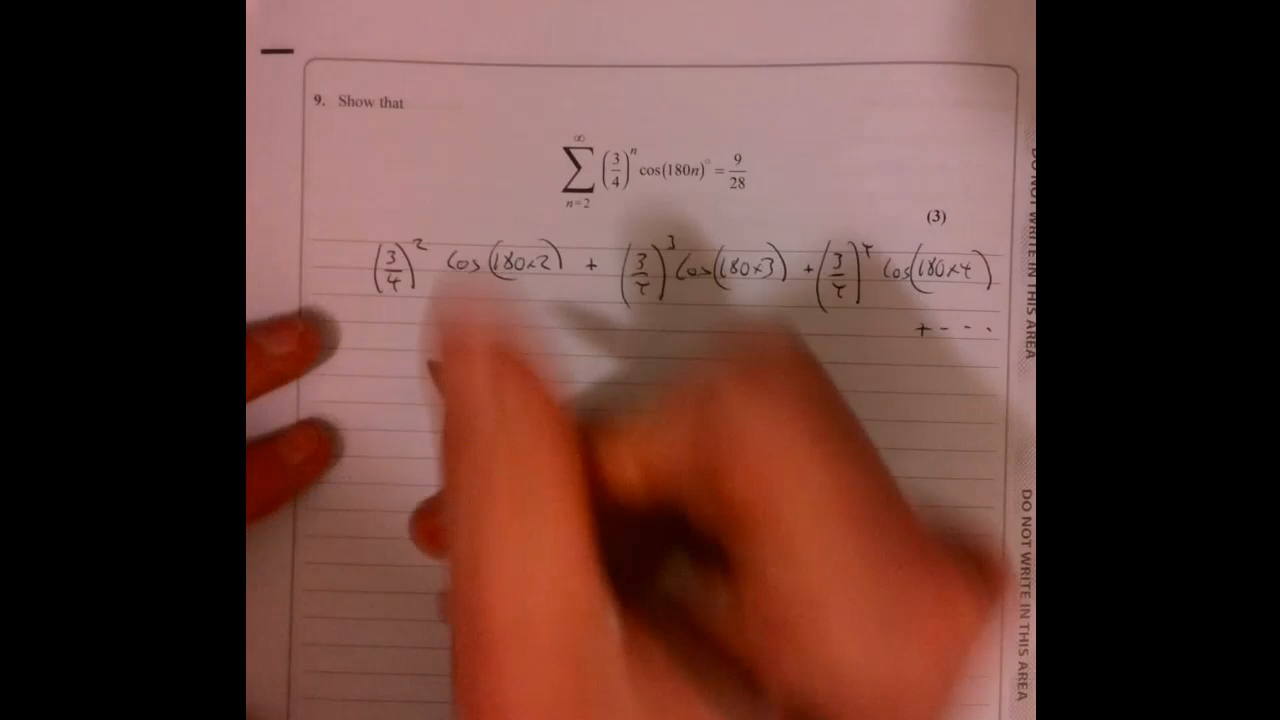 9. Show that
∑_{n=2}^{∞} (3/4)^n cos(180n)° = 9/28
(3)
(3/4)^2 cos(180×2) + (3/4)^3 cos(180×3) + (3/4)^4 cos(180×4)
+ - - - .
DO NOT WRITE IN THIS AREA
DO NOT WRITE IN THIS AREA